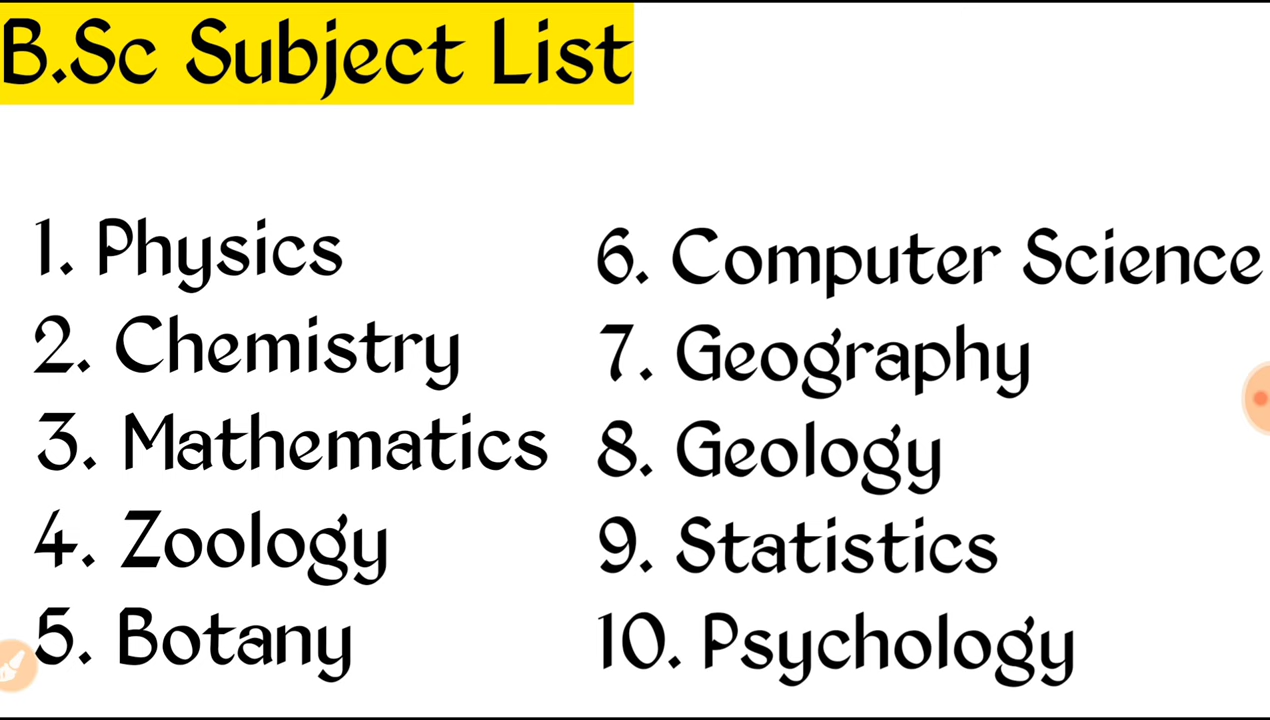 B.Sc Subject List
1. Physics
2. Chemistry
3. Mathematics
4. Zoology
5. Botany
6. Computer Science
7. Geography
8. Geology
9. Statistics
10. Psychology